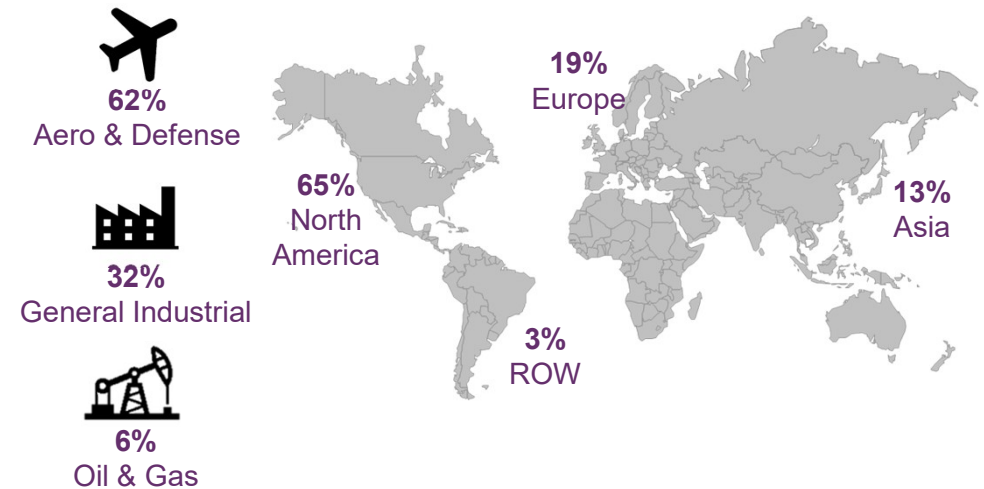 62%
Aero & Defense
32%
General Industrial
6%
Oil & Gas
65%
North
America
19%
Europe
3%
ROW
13%
Asia